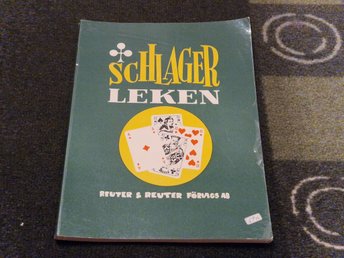 SCHLAGER
LEKEN
REUTER & REUTER FÖRLAGS AB